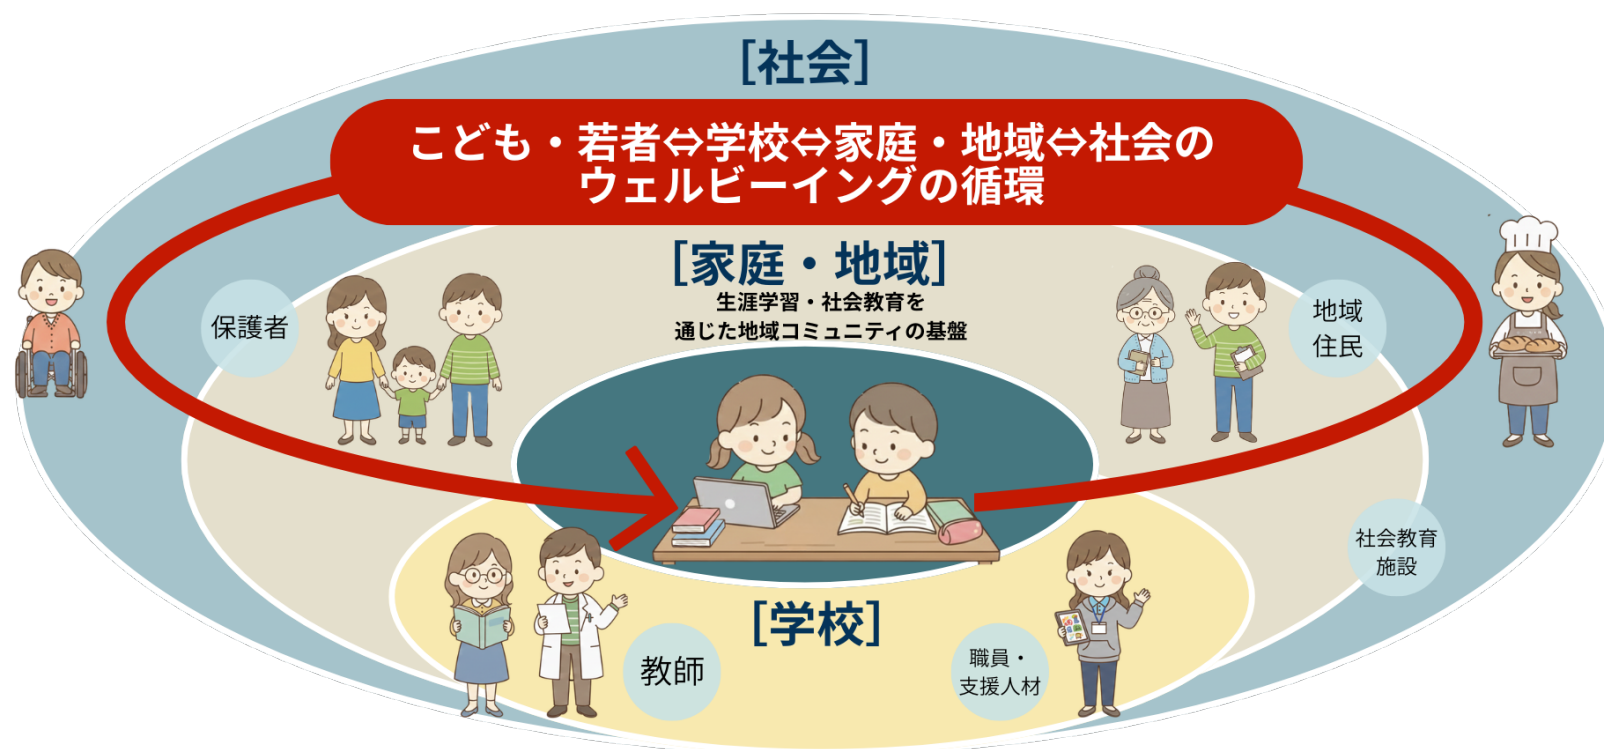 ［社会］
こども・若者⇔学校⇔家庭・地域⇔社会の
ウェルビーイングの循環
［家庭・地域］
生涯学習・社会教育を
通じた地域コミュニティの基盤
保護者
地域
住民
社会教育
施設
［学校］
教師
職員・
支援人材